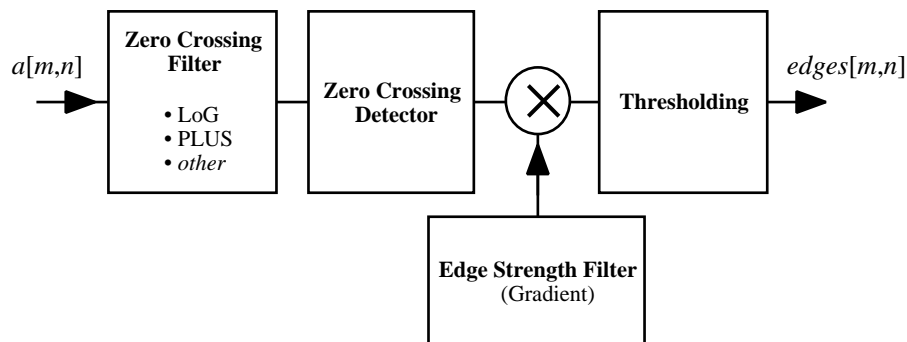 a[m,n]
Zero Crossing
Filter
• LoG
• PLUS
• other
Zero Crossing
Detector
Thresholding
edges[m,n]
Edge Strength Filter
(Gradient)